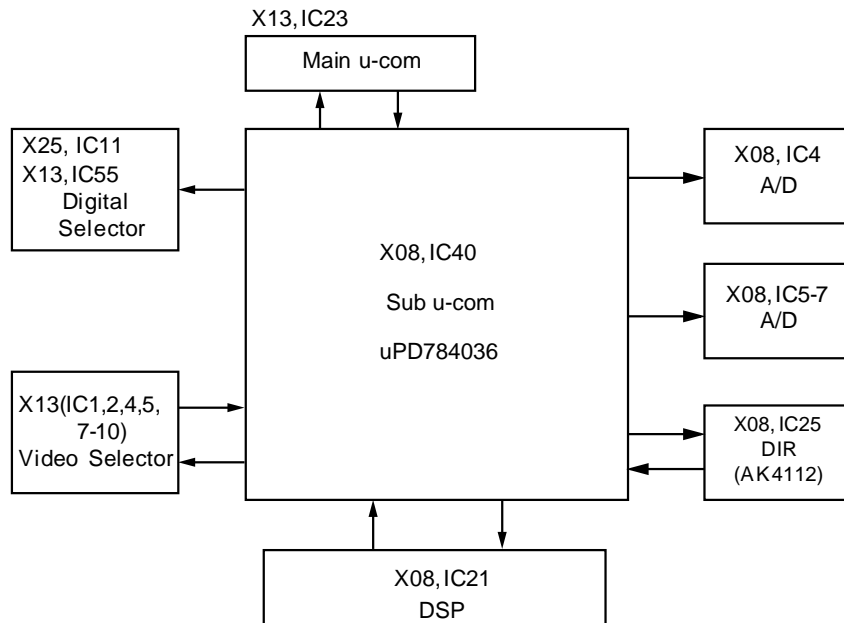 X13,IC23
Main u-com
X25, IC11
X13,IC55
Digital
Selector
X08,IC40
Sub u-com
uPD784036
X08,IC4
A/D
X08,IC5-7
A/D
X13(IC1,2,4,5,
7-10)
Video Selector
X08,IC25
DIR
(AK4112)
X08,IC21
DSP